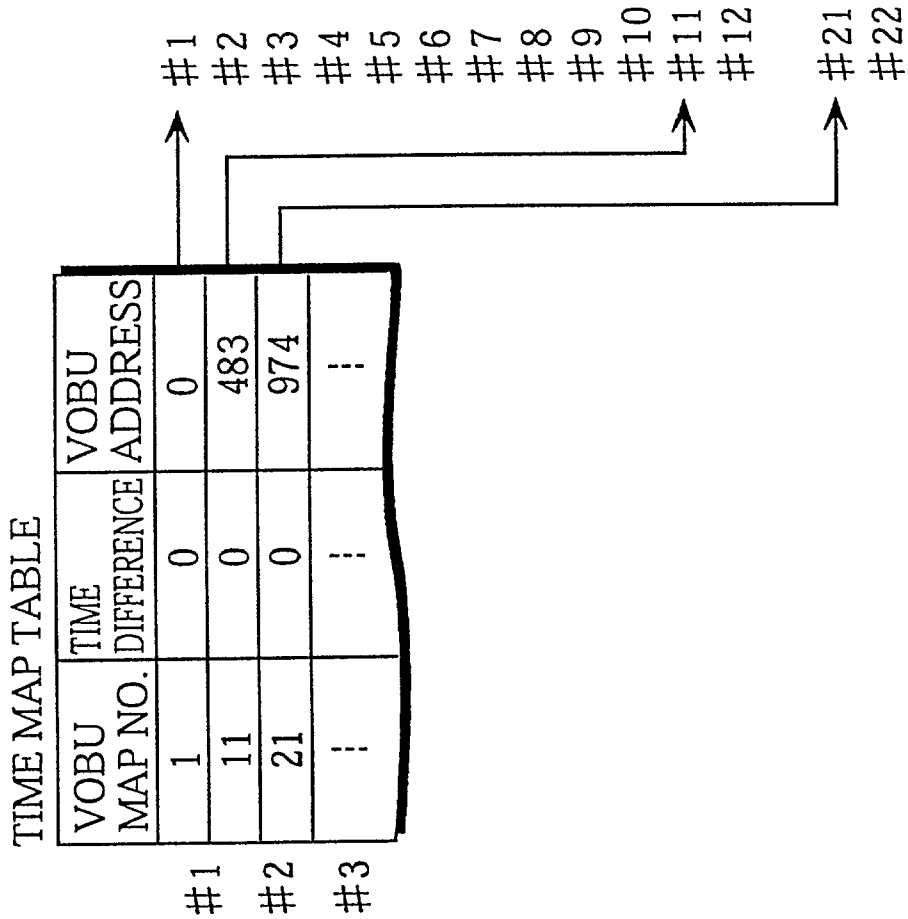 TIME MAP TABLE
VOBU MAP NO. TIME DIFFERENCE VOBU ADDRESS
#1 1 0 0
#2 11 0 483
#3 21 0 974
--- --- ---
#1
#2
#3
#4
#5
#6
#7
#8
#9
#10
#11
#12
#21
#22